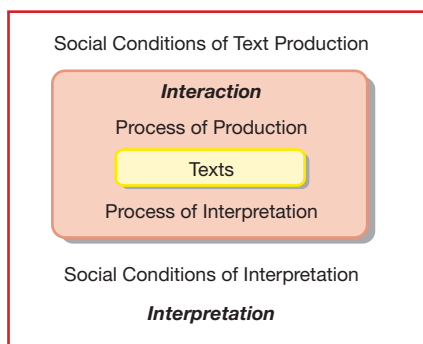 Social Conditions of Text Production
Interaction
Process of Production
Texts
Process of Interpretation
Social Conditions of Interpretation
Interpretation